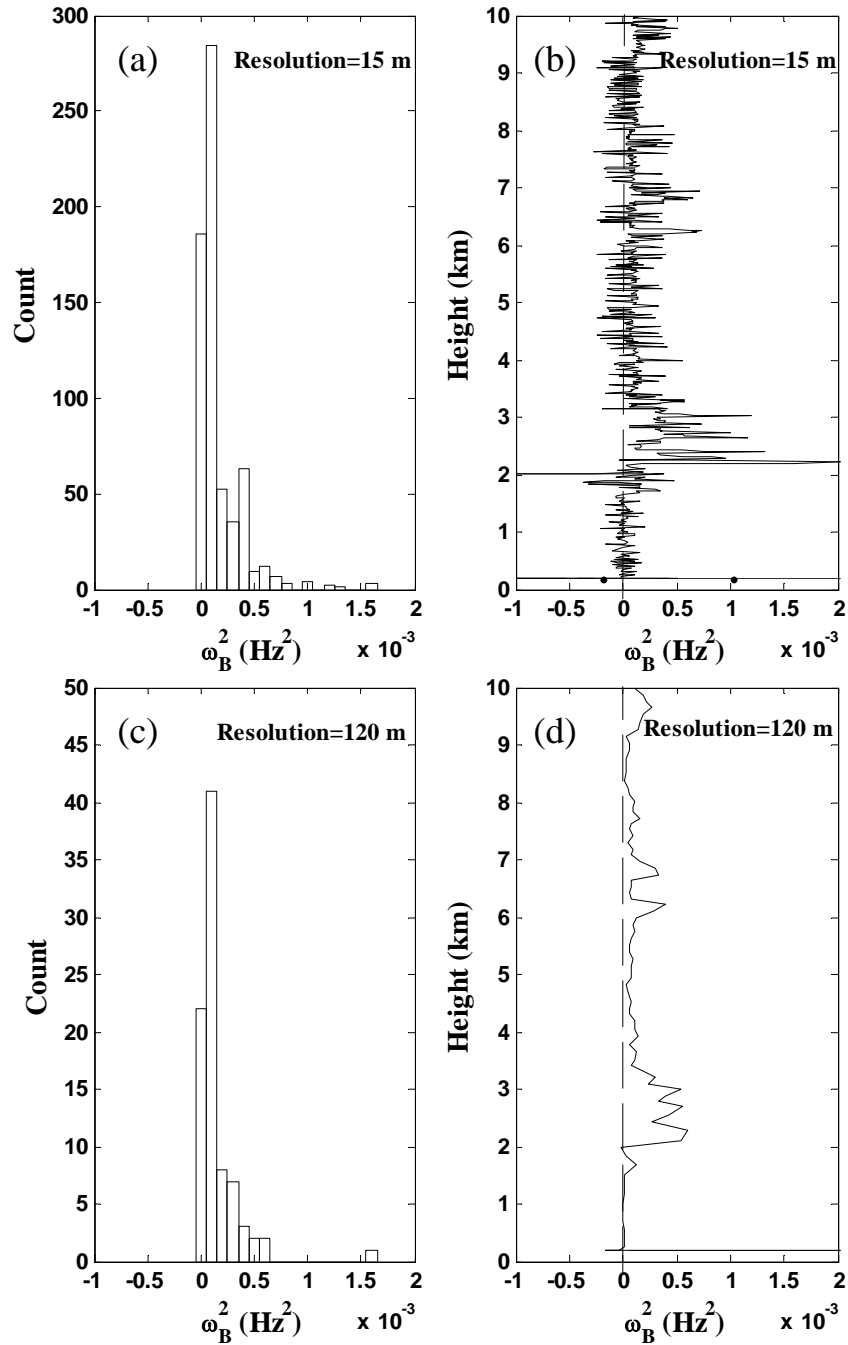 (a)
Resolution=15 m
300
250
200
150
100
50
0
Count
-1 -0.5 0 0.5 1 1.5 2
ω_B^2 (Hz^2)
x 10^-3
(b)
Resolution=15 m
10
9
8
7
6
5
4
3
2
1
0
Height (km)
-1 -0.5 0 0.5 1 1.5 2
ω_B^2 (Hz^2)
x 10^-3
(c)
Resolution=120 m
50
45
40
35
30
25
20
15
10
5
0
Count
-1 -0.5 0 0.5 1 1.5 2
ω_B^2 (Hz^2)
x 10^-3
(d)
Resolution=120 m
10
9
8
7
6
5
4
3
2
1
0
Height (km)
-1 -0.5 0 0.5 1 1.5 2
ω_B^2 (Hz^2)
x 10^-3